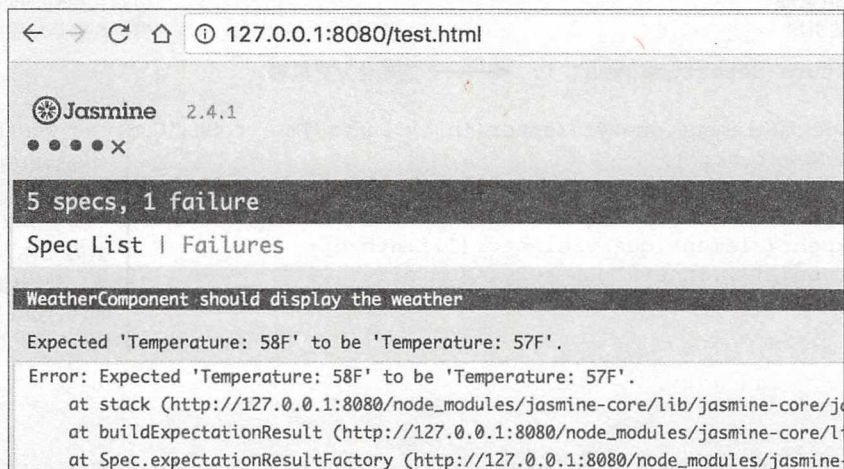 127.0.0.1:8080/test.html
Jasmine 2.4.1
5 specs, 1 failure
Spec List | Failures
WeatherComponent should display the weather
Expected 'Temperature: 58F' to be 'Temperature: 57F'.
Error: Expected 'Temperature: 58F' to be 'Temperature: 57F'.
at stack (http://127.0.0.1:8080/node_modules/jasmine-core/lib/jasmine-core/ja
at buildExpectationResult (http://127.0.0.1:8080/node_modules/jasmine-core/li
at Spec.expectationResultFactory (http://127.0.0.1:8080/node_modules/jasmine-